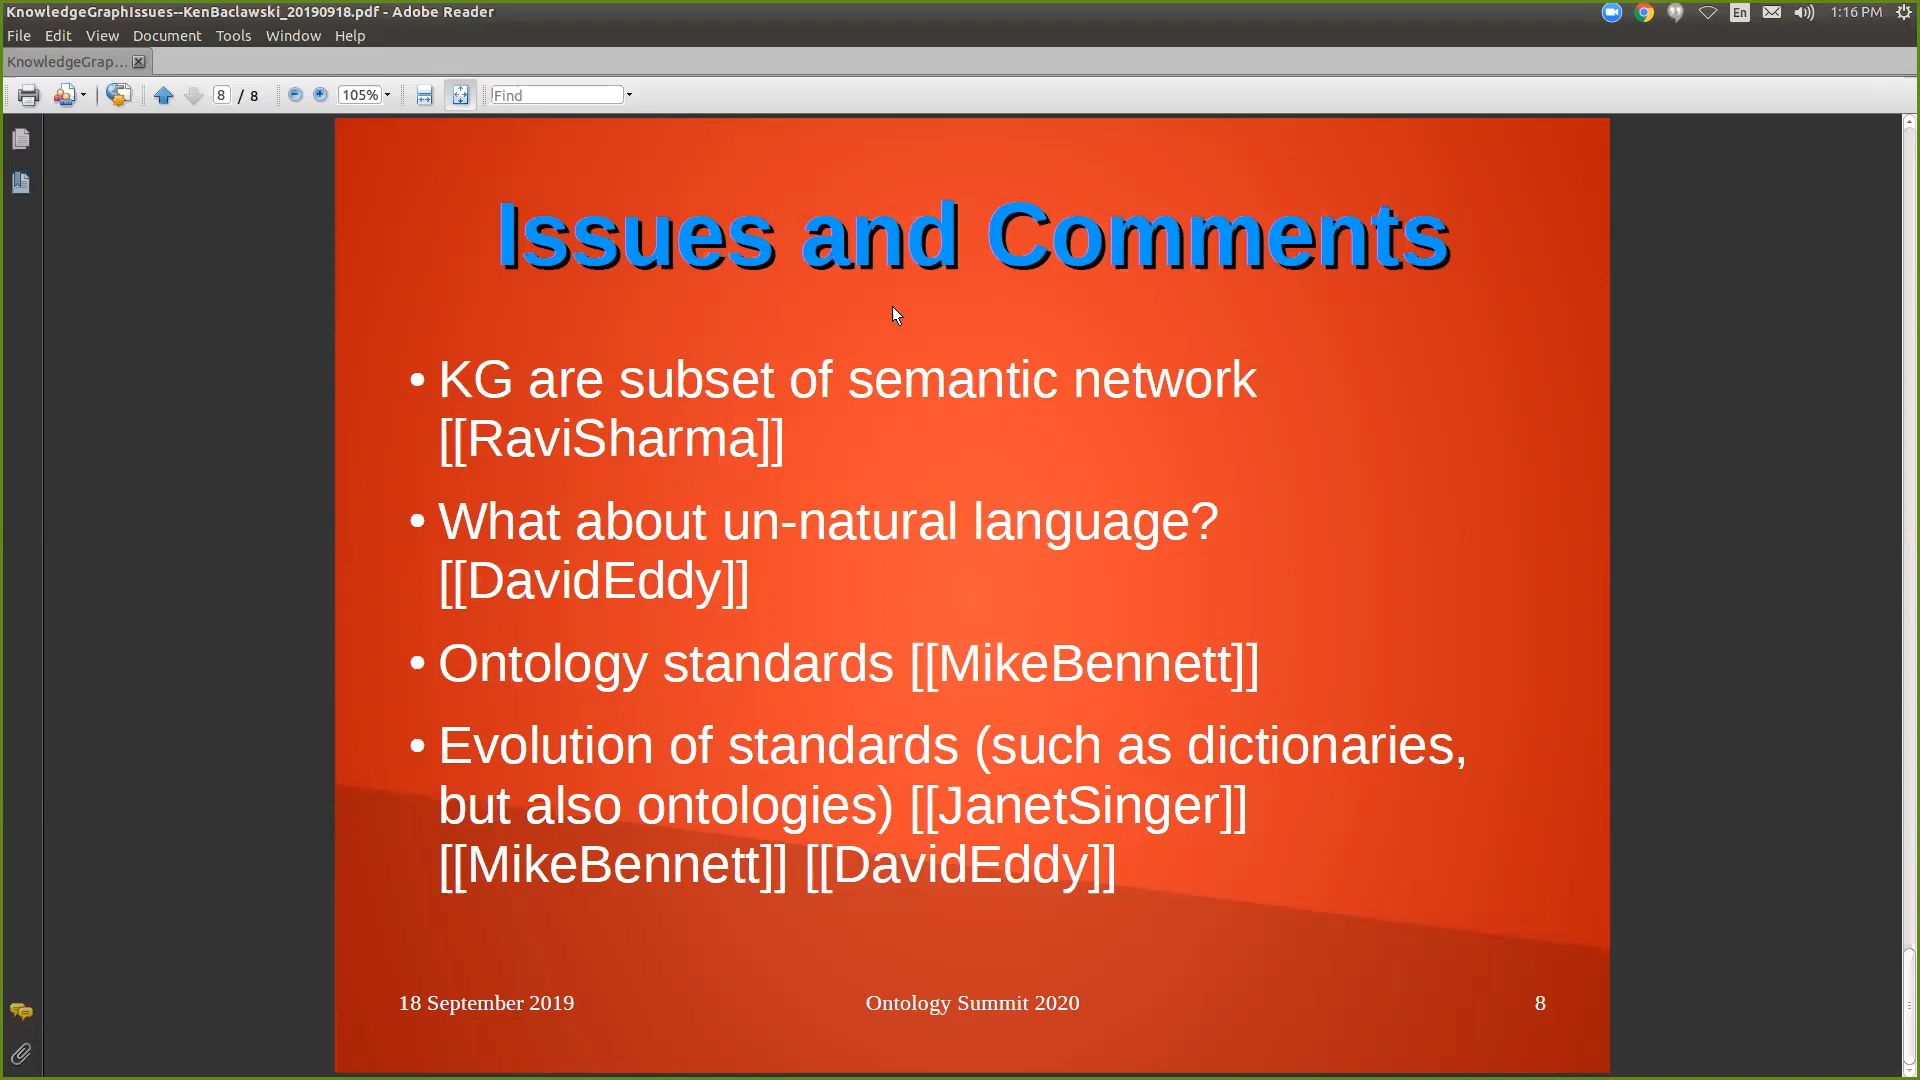 KnowledgeGraphIssues--KenBaclawski_20190918.pdf - Adobe Reader
En
1:16 PM
File Edit View Document Tools Window Help
KnowledgeGrap...
8 / 8
105%
Find
Issues and Comments
• KG are subset of semantic network
[[RaviSharma]]
• What about un-natural language?
[[DavidEddy]]
• Ontology standards [[MikeBennett]]
• Evolution of standards (such as dictionaries,
but also ontologies) [[JanetSinger]]
[[MikeBennett]] [[DavidEddy]]
18 September 2019
Ontology Summit 2020
8